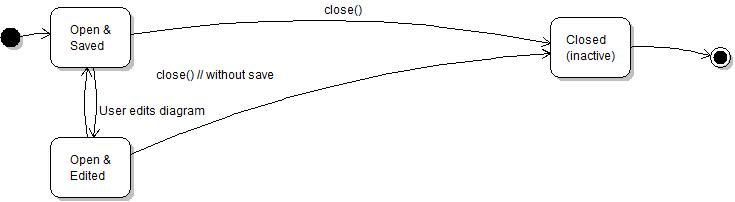 close()
Open &
Saved
Closed
(inactive)
close() // without save
User edits diagram
Open &
Edited